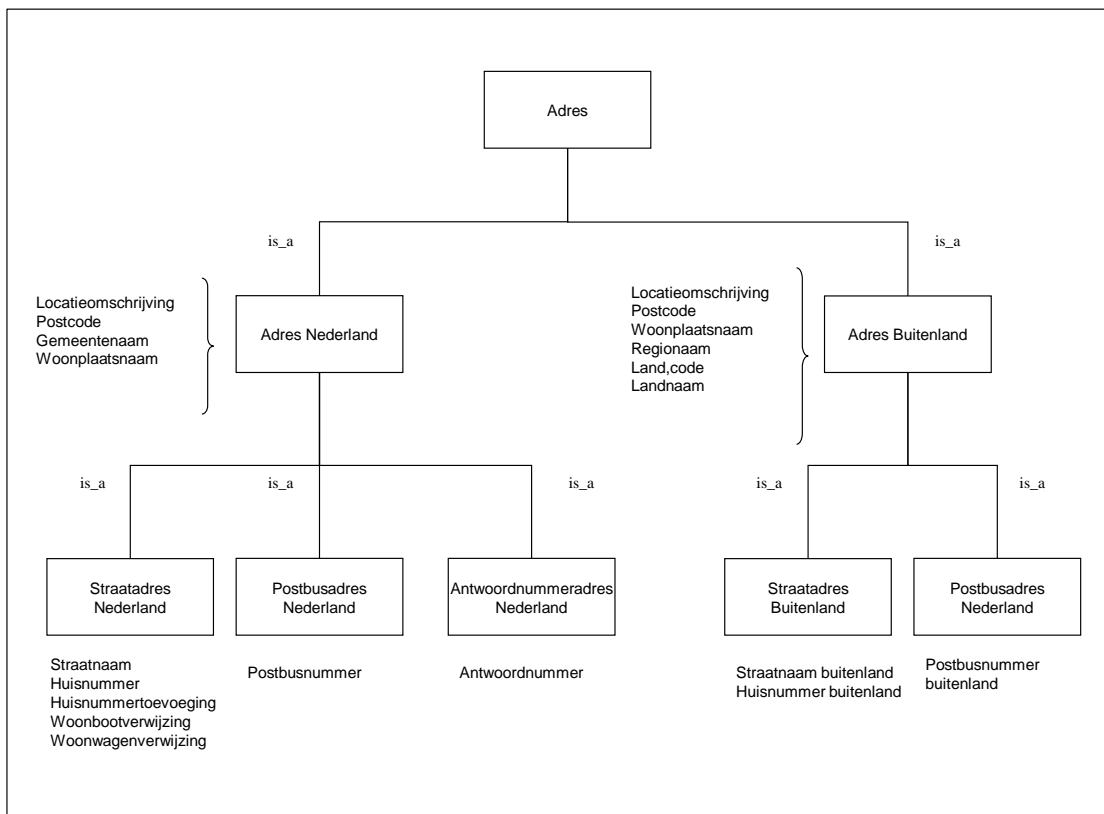 Adres
is_a
is_a
Locatieomschrijving
Postcode
Gemeentenaam
Woonplaatsnaam
Adres Nederland
Locatieomschrijving
Postcode
Woonplaatsnaam
Regionaam
Land,code
Landnaam
Adres Buitenland
is_a
is_a
is_a
is_a
is_a
Straatadres
Nederland
Postbusadres
Nederland
Antwoordnummeradres
Nederland
Straatadres
Buitenland
Postbusadres
Nederland
Straatnaam
Huisnummer
Huisnummertoevoeging
Woonbootverwijzing
Woonwagenverwijzing
Postbusnummer
Antwoordnummer
Straatnaam buitenland
Huisnummer buitenland
Postbusnummer
buitenland